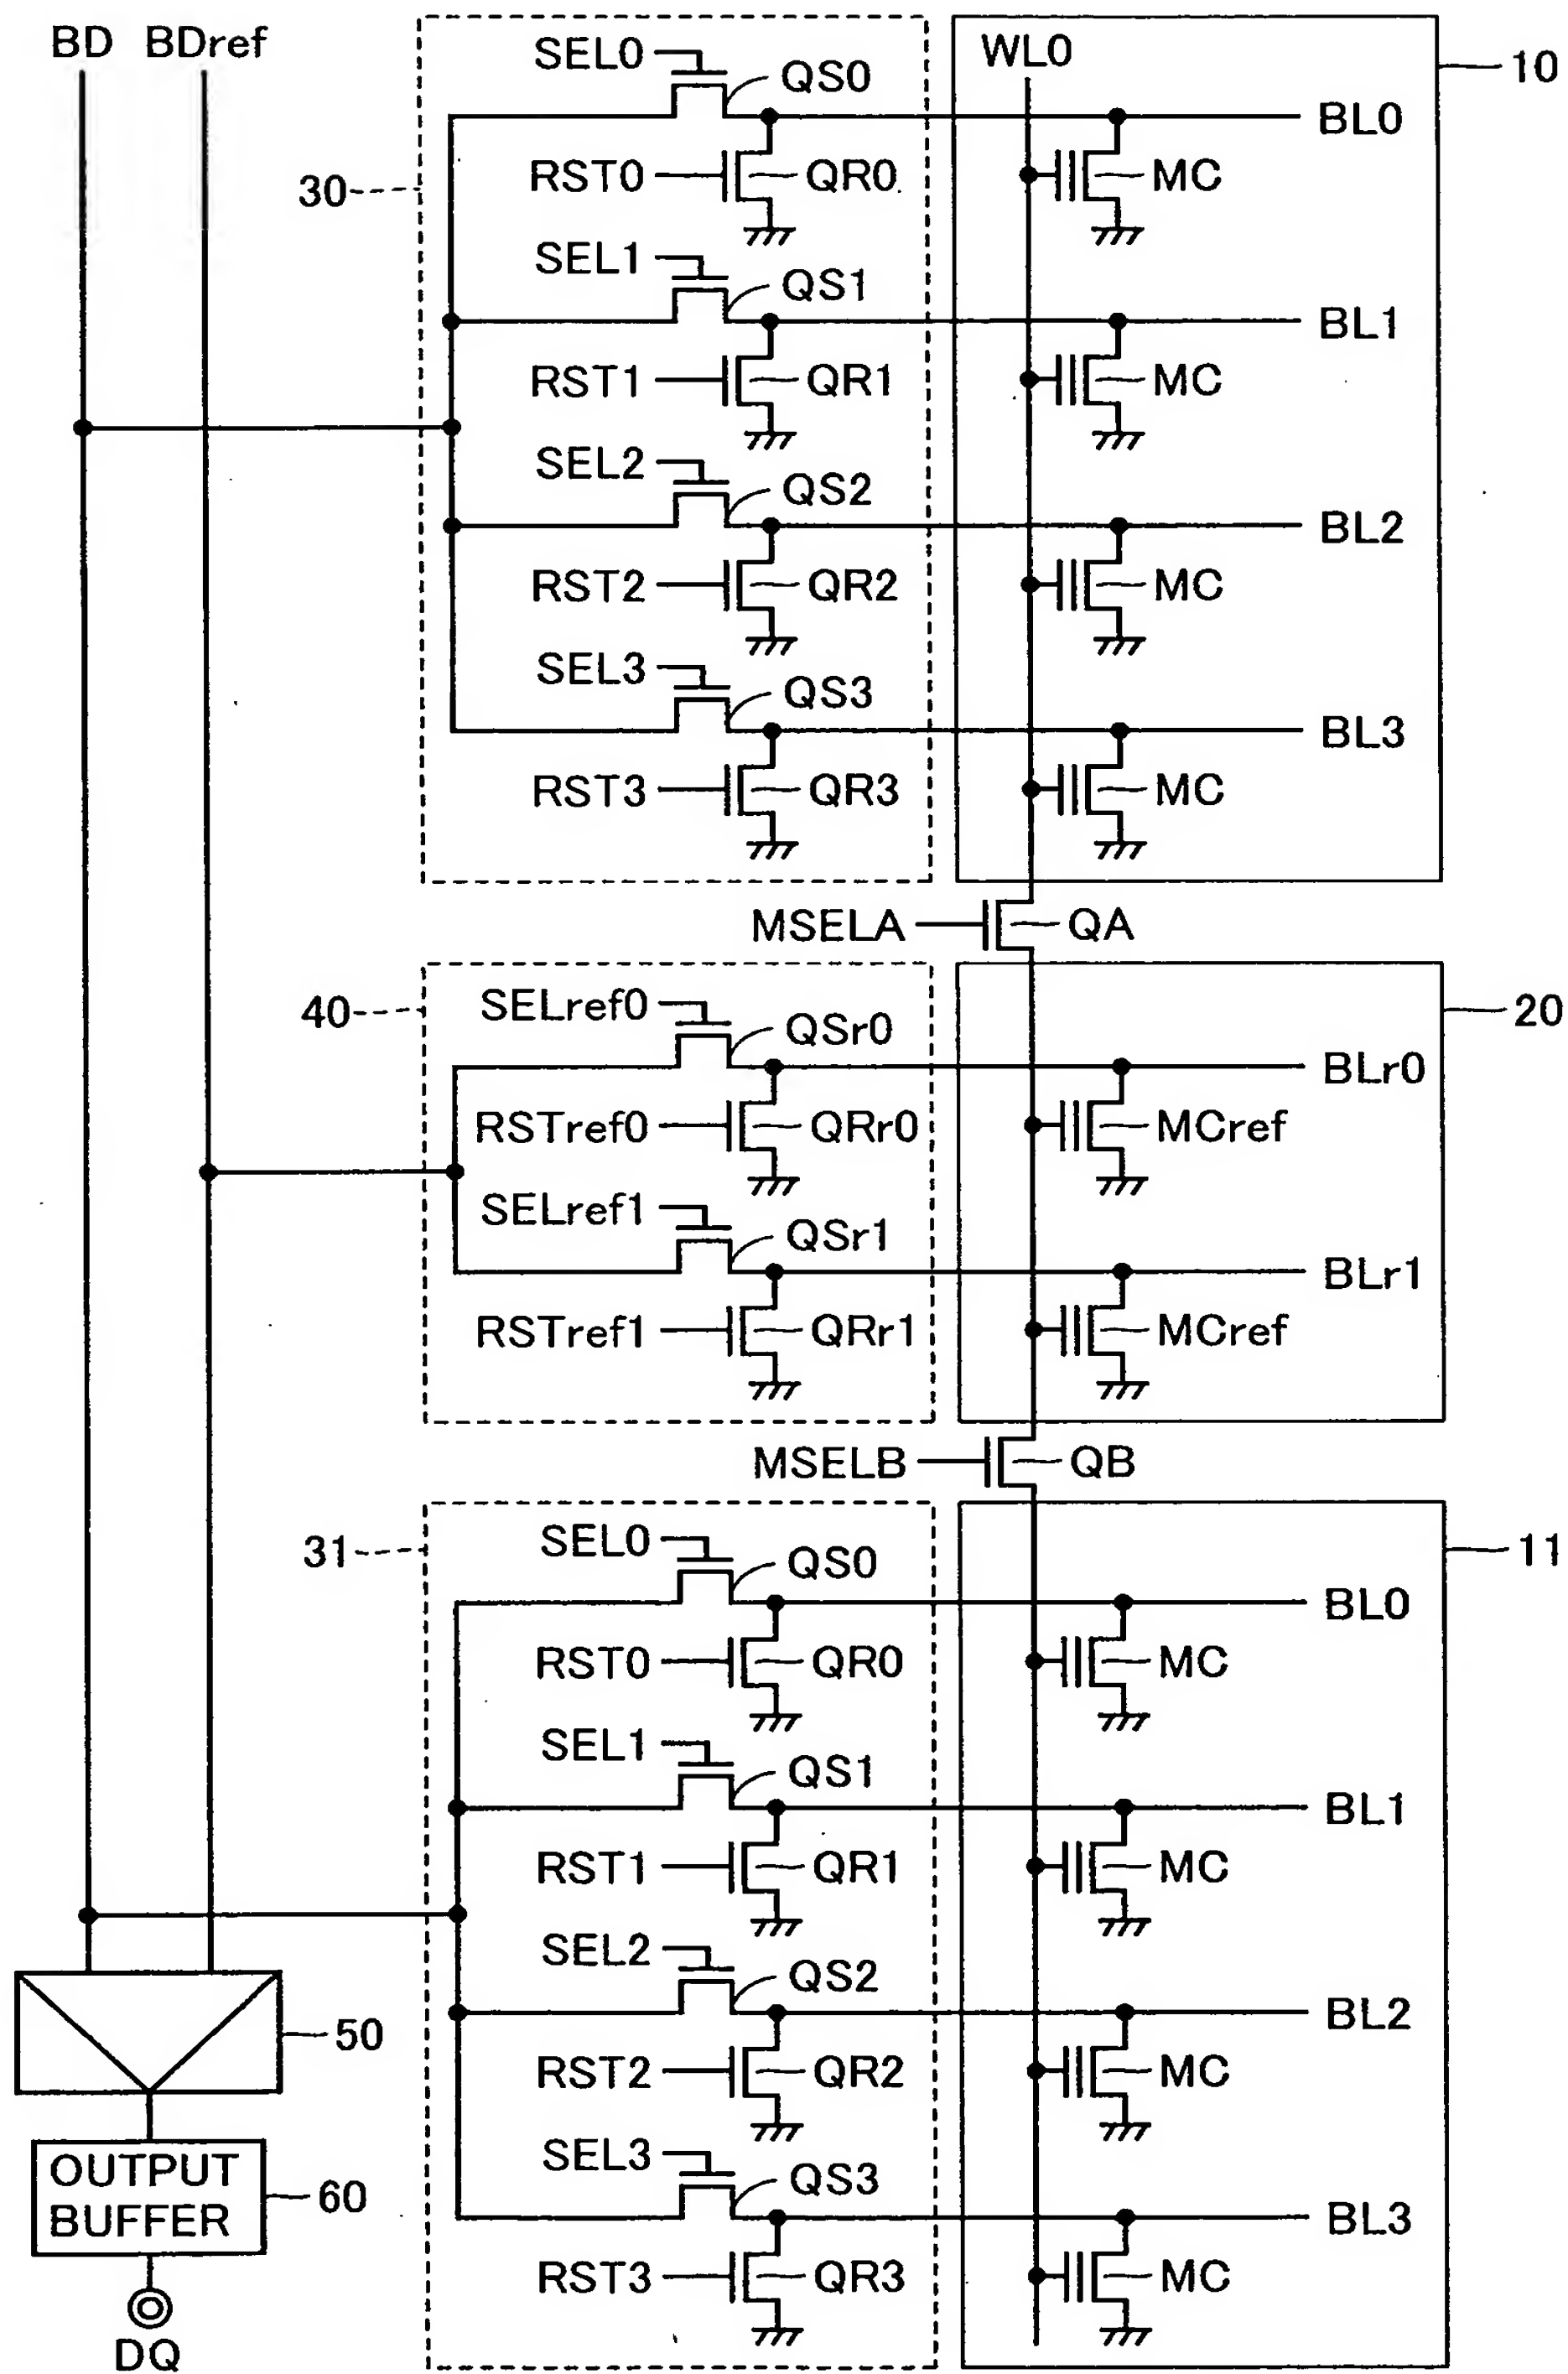 BD BDref
SEL0 QS0 WL0 10
BL0
30 RST0 QR0 MC
SEL1 QS1
BL1
RST1 QR1 MC
SEL2 QS2
BL2
RST2 QR2 MC
SEL3 QS3
BL3
RST3 QR3 MC
MSELA QA
40 SELref0 QSr0 20
BLr0
RSTref0 QRr0 MCref
SELref1 QSr1
BLr1
RSTref1 QRr1 MCref
MSELB QB
31 SEL0 QS0 11
BL0
RST0 QR0 MC
SEL1 QS1
BL1
RST1 QR1 MC
SEL2 QS2
50 BL2
RST2 QR2 MC
OUTPUT
BUFFER
60
SEL3 QS3
BL3
RST3 QR3 MC
DQ